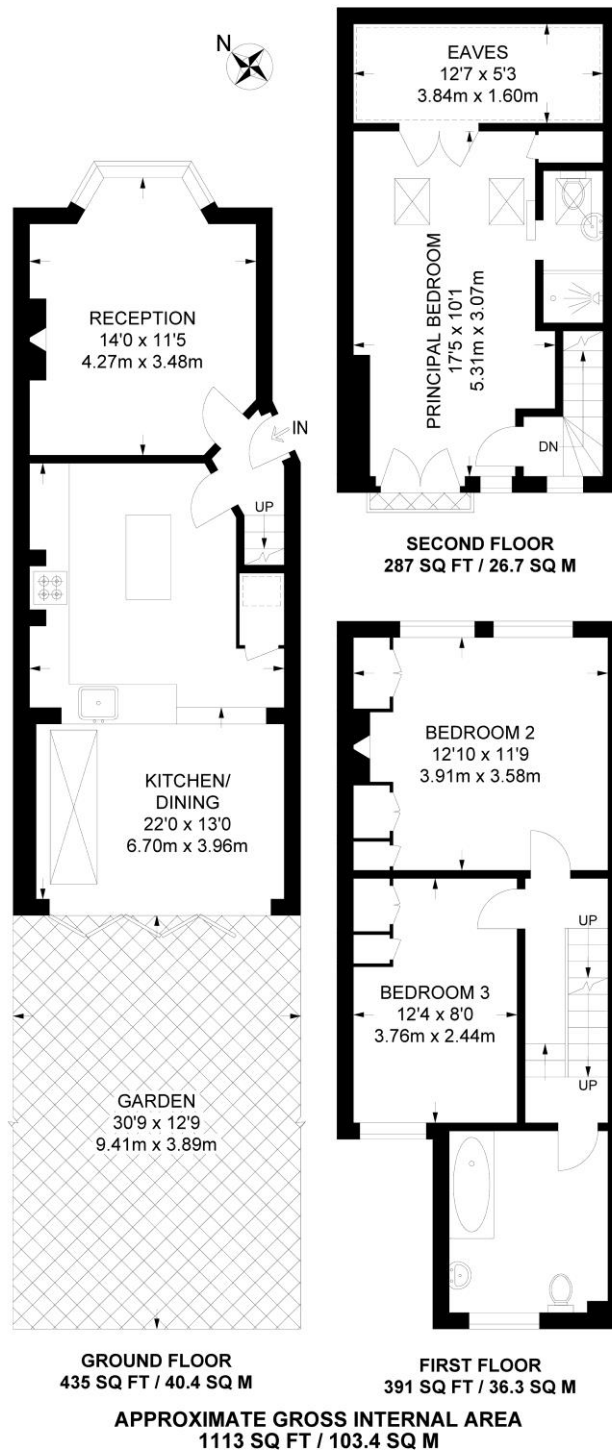 N
RECEPTION
14'0 x 11'5
4.27m x 3.48m
IN
UP
KITCHEN/
DINING
22'0 x 13'0
6.70m x 3.96m
GARDEN
30'9 x 12'9
9.41m x 3.89m
GROUND FLOOR
435 SQ FT / 40.4 SQ M
EAVES
12'7 x 5'3
3.84m x 1.60m
PRINCIPAL BEDROOM
17'5 x 10'1
5.31m x 3.07m
DN
SECOND FLOOR
287 SQ FT / 26.7 SQ M
BEDROOM 2
12'10 x 11'9
3.91m x 3.58m
UP
BEDROOM 3
12'4 x 8'0
3.76m x 2.44m
UP
FIRST FLOOR
391 SQ FT / 36.3 SQ M
APPROXIMATE GROSS INTERNAL AREA
1113 SQ FT / 103.4 SQ M